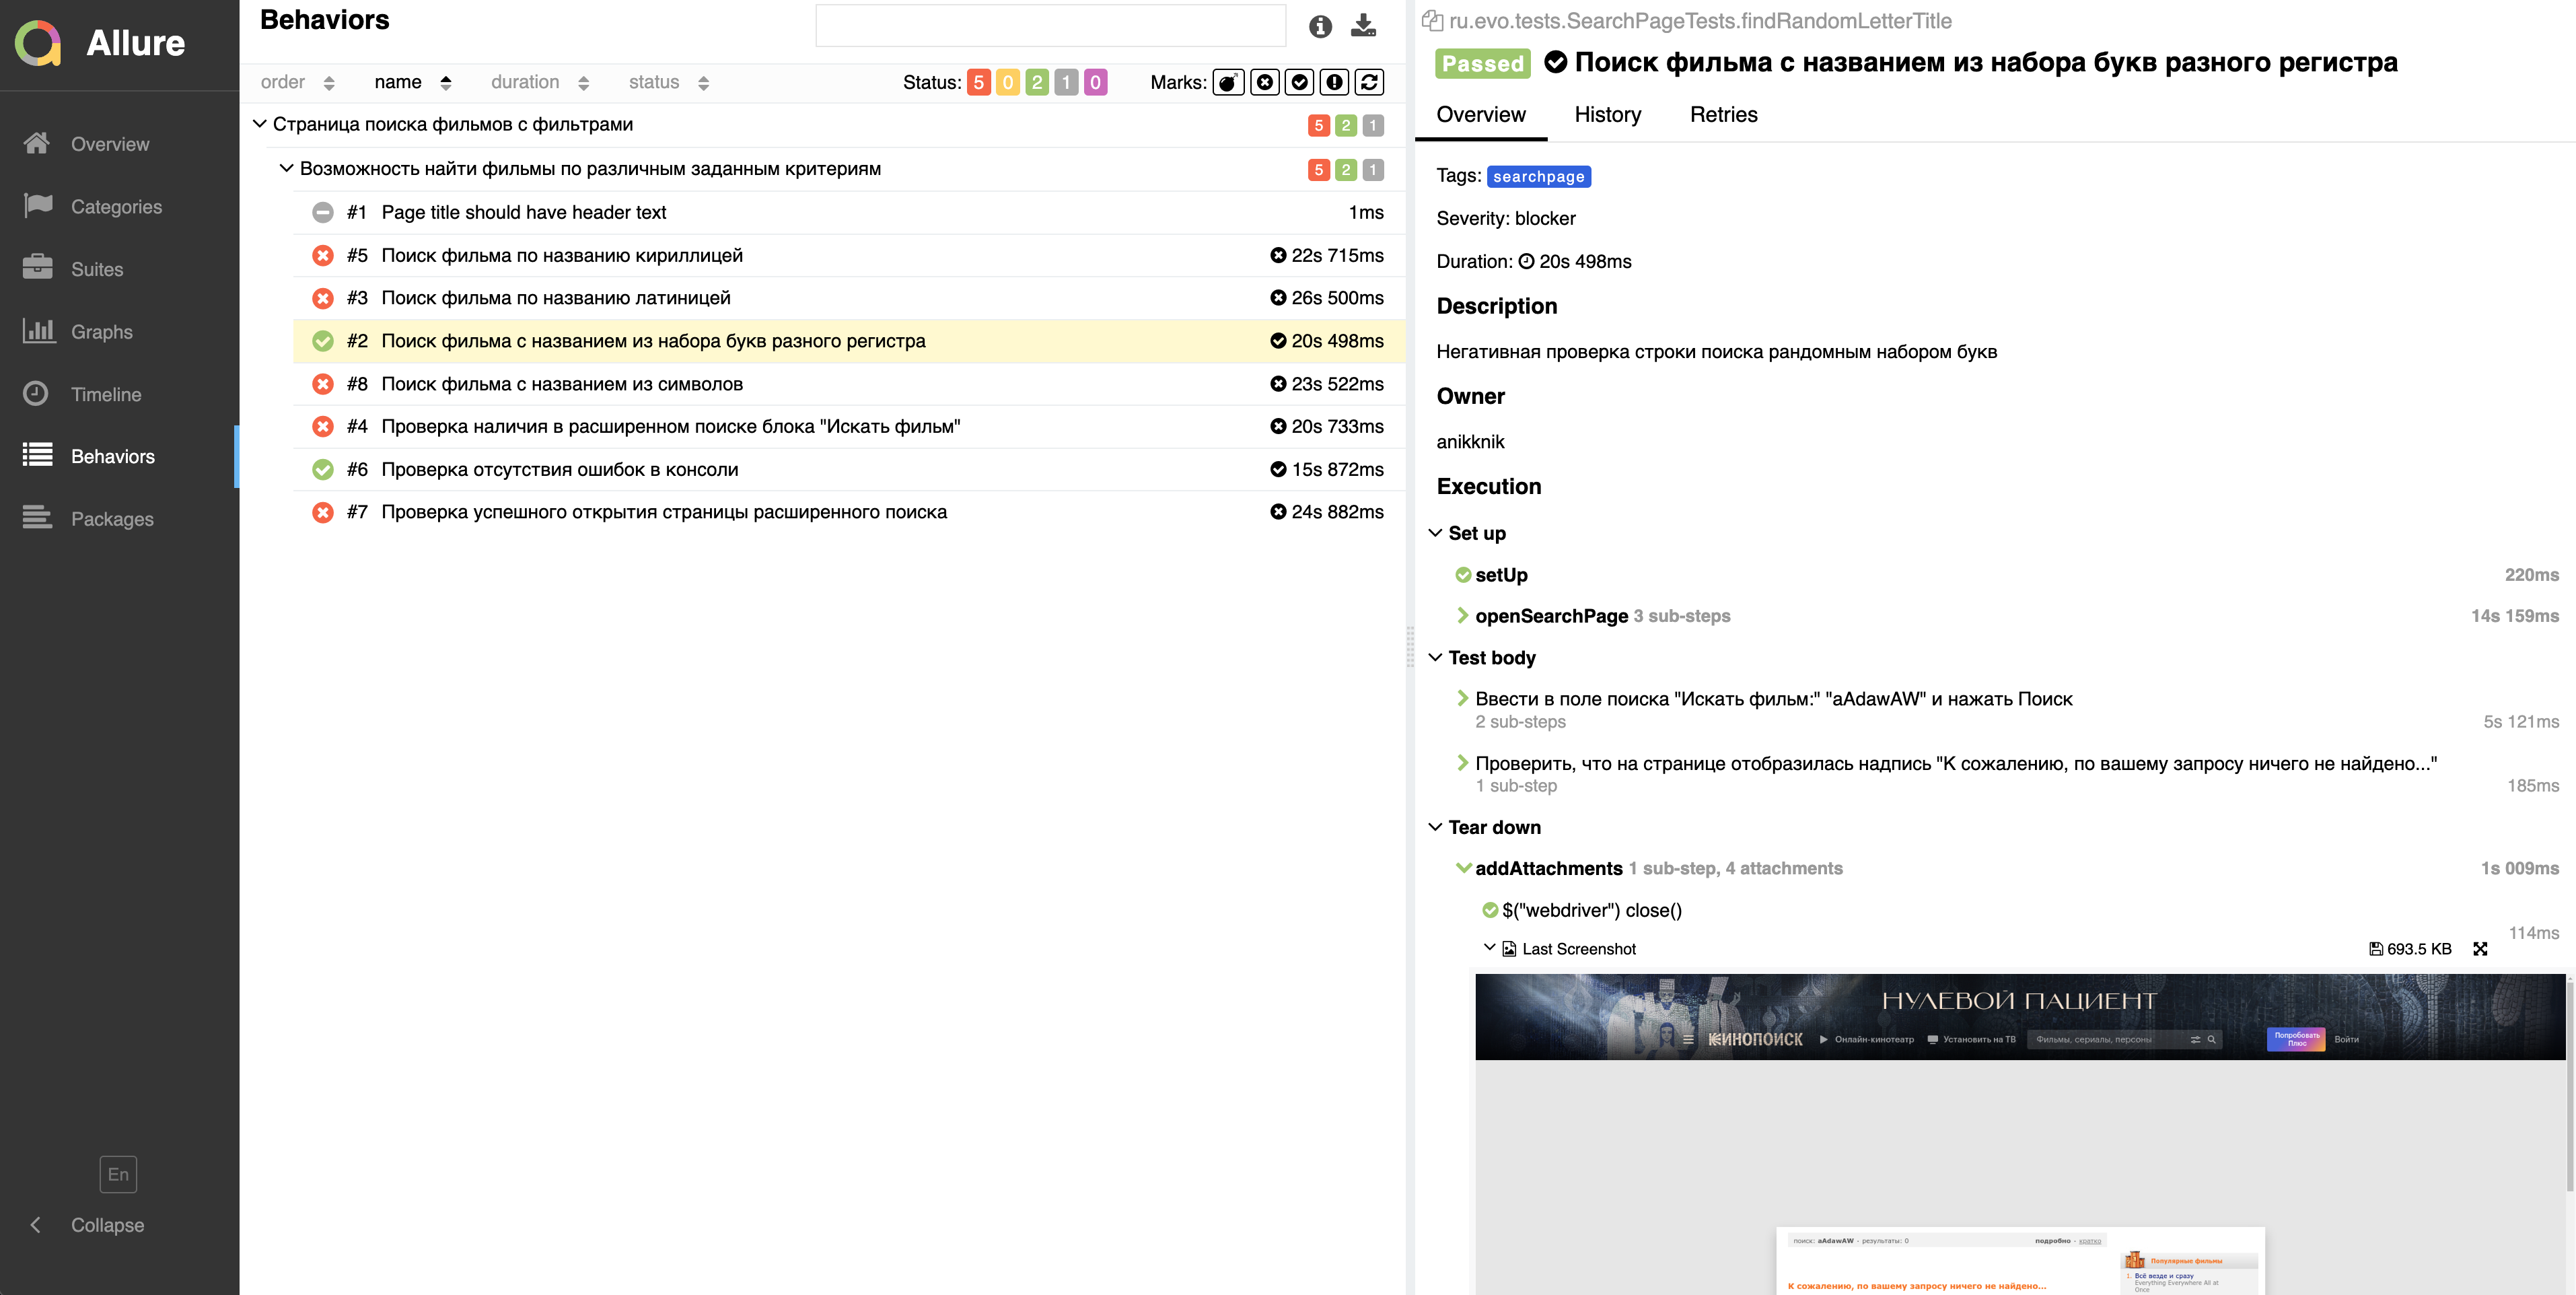 Allure
Overview
Categories
Suites
Graphs
Timeline
Behaviors
Packages
En
Collapse
Behaviors
order name duration status Status: 5 0 2 1 0 Marks:
Страница поиска фильмов с фильтрами 5 2 1
Возможность найти фильмы по различным заданным критериям 5 2 1
#1 Page title should have header text 1ms
#5 Поиск фильма по названию кириллицей 22s 715ms
#3 Поиск фильма по названию латиницей 26s 500ms
#2 Поиск фильма с названием из набора букв разного регистра 20s 498ms
#8 Поиск фильма с названием из символов 23s 522ms
#4 Проверка наличия в расширенном поиске блока "Искать фильм" 20s 733ms
#6 Проверка отсутствия ошибок в консоли 15s 872ms
#7 Проверка успешного открытия страницы расширенного поиска 24s 882ms
ru.evo.tests.SearchPageTests.findRandomLetterTitle
Passed Поиск фильма с названием из набора букв разного регистра
Overview History Retries
Tags: searchpage
Severity: blocker
Duration: 20s 498ms
Description
Негативная проверка строки поиска рандомным набором букв
Owner
anikknik
Execution
Set up
setUp 220ms
openSearchPage 3 sub-steps 14s 159ms
Test body
Ввести в поле поиска "Искать фильм:" "aAdawAW" и нажать Поиск
2 sub-steps 5s 121ms
Проверить, что на странице отобразилась надпись "К сожалению, по вашему запросу ничего не найдено..."
1 sub-step 185ms
Tear down
addAttachments 1 sub-step, 4 attachments 1s 009ms
$("webdriver") close()
114ms
Last Screenshot 693.5 KB
НУЛЕВОЙ ПАЦИЕНТ
КИНОПОИСК Онлайн-кинотеатр Установить на ТВ Фильмы, сериалы, персоны Попробовать Плюс Войти
поиск: aAdawAW - результаты: 0 подробно - кратко
Популярные фильмы
1. Всё везде и сразу
Everything Everywhere All at
Once
К сожалению, по вашему запросу ничего не найдено...